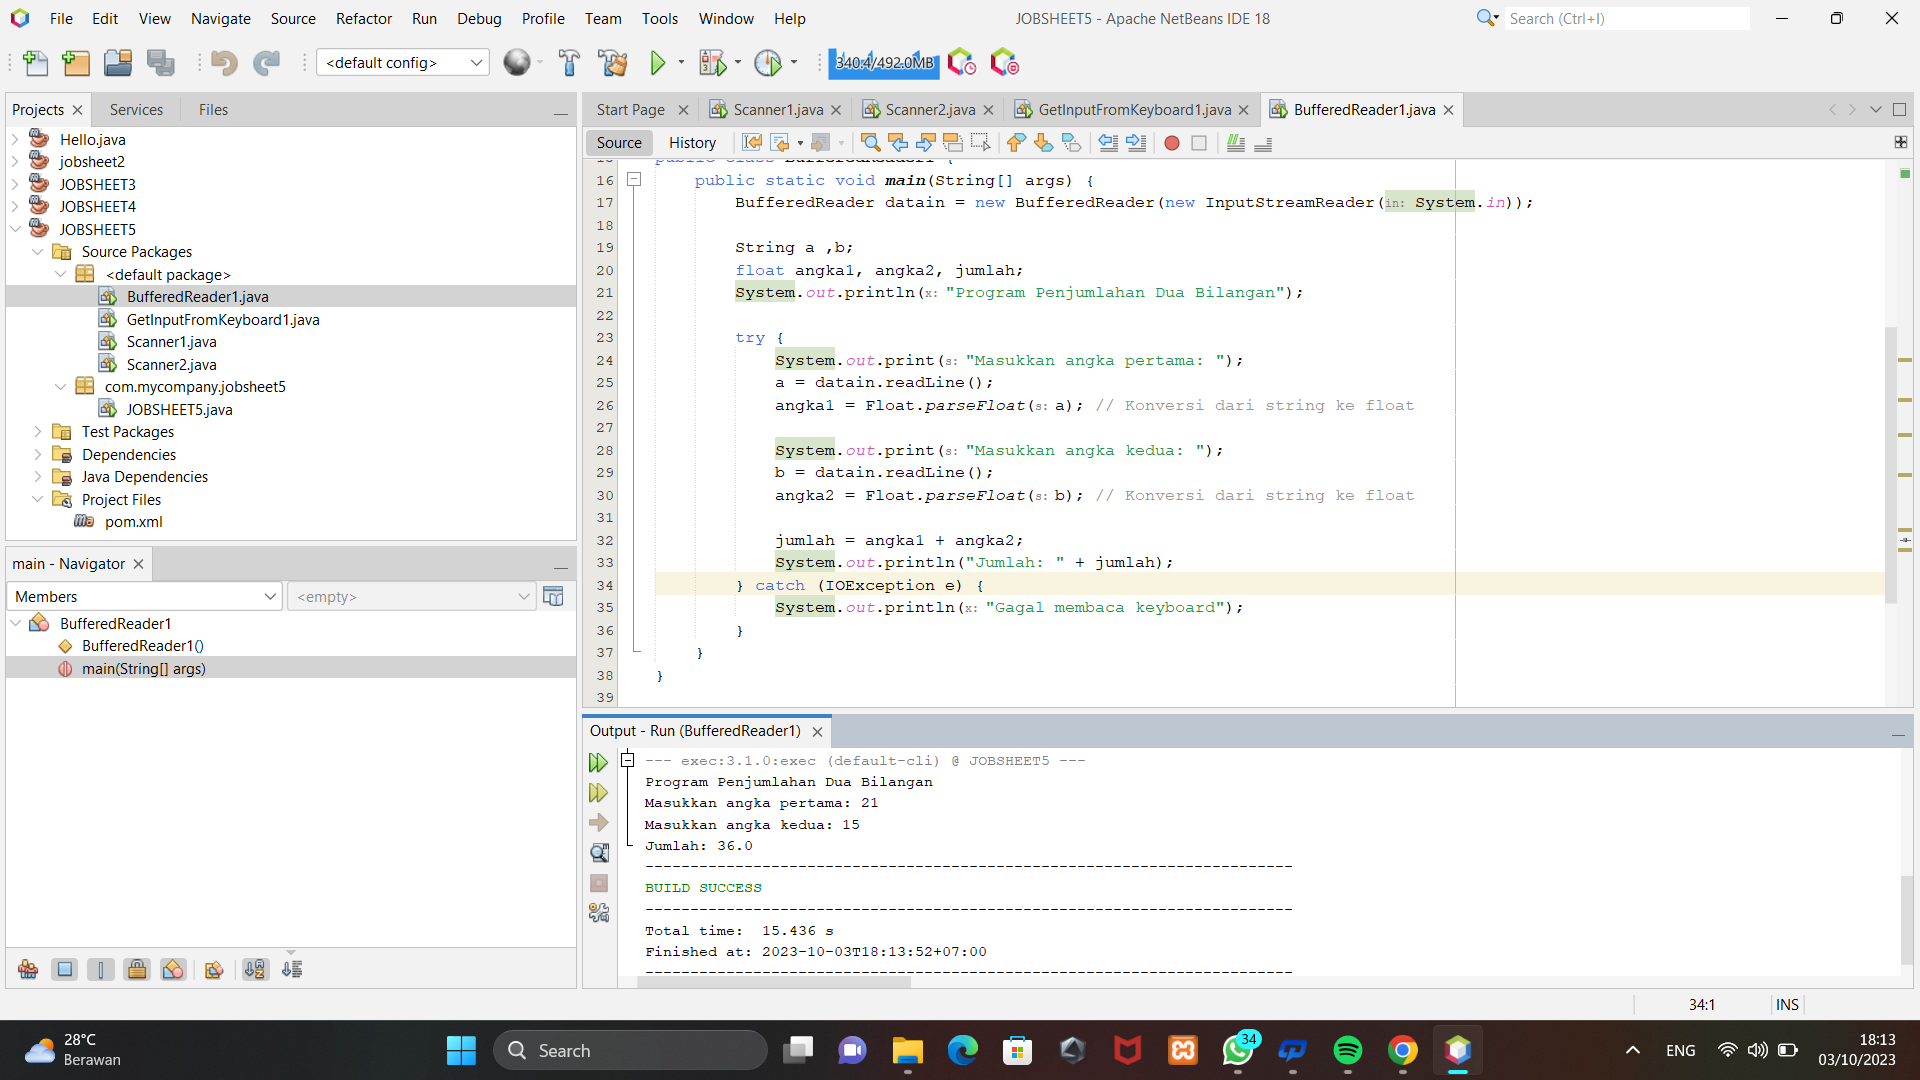 File Edit View Navigate Source Refactor Run Debug Profile Team Tools Window Help
JOBSHEET5 - Apache NetBeans IDE 18
Search (Ctrl+I)
<default config>
340.4/492.0MB
Projects
Services
Files
Hello.java
jobsheet2
JOBSHEET3
JOBSHEET4
JOBSHEET5
Source Packages
<default package>
BufferedReader1.java
GetInputFromKeyboard1.java
Scanner1.java
Scanner2.java
com.mycompany.jobsheet5
JOBSHEET5.java
Test Packages
Dependencies
Java Dependencies
Project Files
pom.xml
main - Navigator
Members
<empty>
BufferedReader1
BufferedReader1()
main(String[] args)
Start Page
Scanner1.java
Scanner2.java
GetInputFromKeyboard1.java
BufferedReader1.java
Source
History
public class BufferedReader1 {
16 public static void main(String[] args) {
17 BufferedReader datain = new BufferedReader(new InputStreamReader(in: System.in));
18
19 String a ,b;
20 float angka1, angka2, jumlah;
21 System.out.println(x: "Program Penjumlahan Dua Bilangan");
22
23 try {
24 System.out.print(s: "Masukkan angka pertama: ");
25 a = datain.readLine();
26 angka1 = Float.parseFloat(s: a); // Konversi dari string ke float
27
28 System.out.print(s: "Masukkan angka kedua: ");
29 b = datain.readLine();
30 angka2 = Float.parseFloat(s: b); // Konversi dari string ke float
31
32 jumlah = angka1 + angka2;
33 System.out.println("Jumlah: " + jumlah);
34 } catch (IOException e) {
35 System.out.println(x: "Gagal membaca keyboard");
36 }
37 }
38 }
39
Output - Run (BufferedReader1)
--- exec:3.1.0:exec (default-cli) @ JOBSHEET5 ---
Program Penjumlahan Dua Bilangan
Masukkan angka pertama: 21
Masukkan angka kedua: 15
Jumlah: 36.0
------------------------------------------------------------------------
BUILD SUCCESS
------------------------------------------------------------------------
Total time:  15.436 s
Finished at: 2023-10-03T18:13:52+07:00
------------------------------------------------------------------------
34:1
INS
28°C
Berawan
Search
34
ENG
18:13
03/10/2023